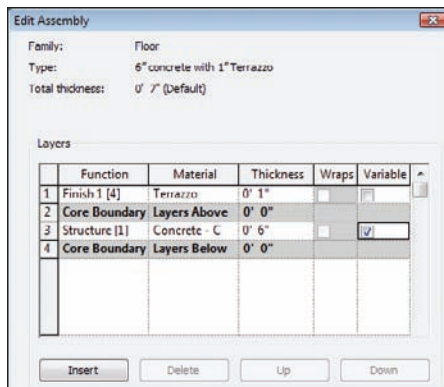 Edit Assembly
Family: Floor
Type: 6" concrete with 1" Terrazzo
Total thickness: 0' 7" (Default)
Layers
Function Material Thickness Wraps Variable
1 Finish 1 [4] Terrazzo 0' 1"
2 Core Boundary Layers Above 0' 0"
3 Structure [1] Concrete - C 0' 6"
4 Core Boundary Layers Below 0' 0"
Insert Delete Up Down